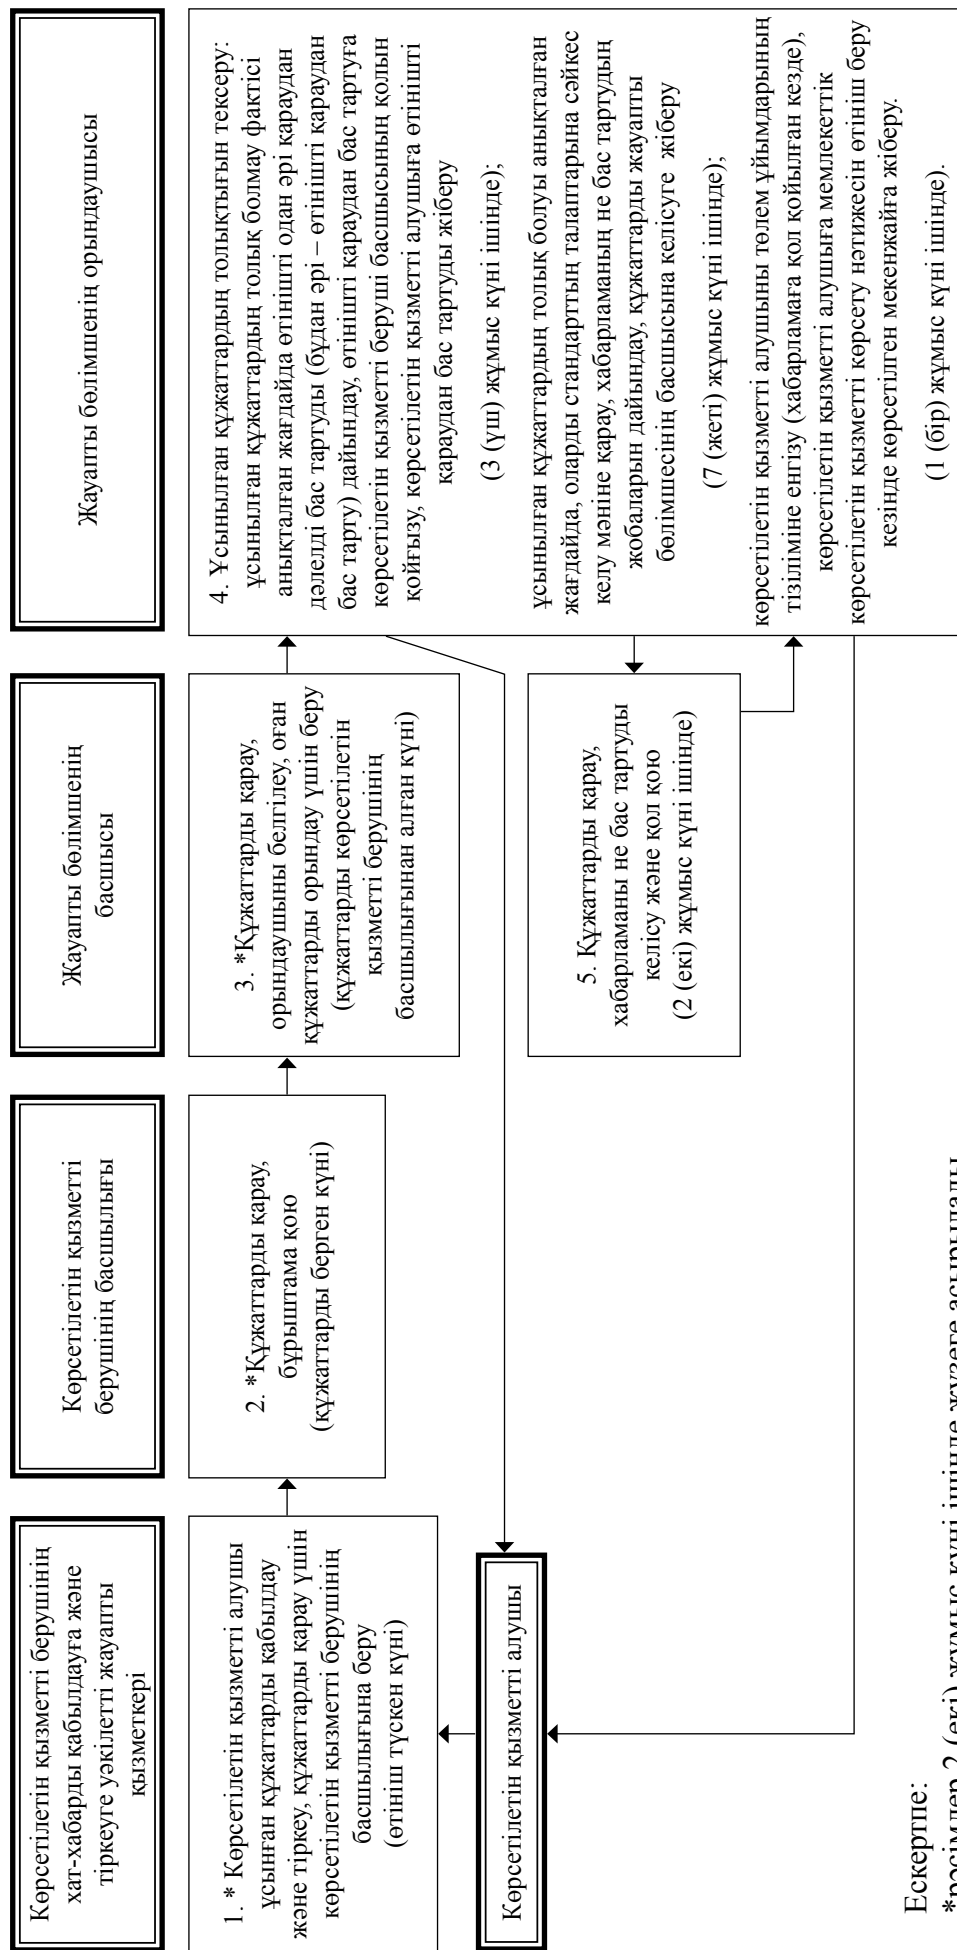 Көрсетілетін қызметті берушінің
хат-хабарды қабылдауға және
тіркеуге уәкілетті жауапты
қызметкері
Көрсетілетін қызметті
берушінің басшылығы
Жауапты бөлімшенің
басшысы
Жауапты бөлімшенің орындаушысы
1. * Көрсетілетін қызметті алушы
ұсынған құжаттарды қабылдау
және тіркеу, құжаттарды қарау үшін
көрсетілетін қызметті берушінің
басшылығына беру
(өтініш түскен күні)
2. *Құжаттарды қарау,
бұрыштама қою
(құжаттарды берген күні)
3. *Құжаттарды қарау,
орындаушыны белгілеу, оған
құжаттарды орындау үшін беру
(құжаттарды көрсетілетін
қызметті берушінің
басшылығынан алған күні)
4. Ұсынылған құжаттардың толықтығын тексеру:
ұсынылған құжаттардың толық болмау фактісі
анықталған жағдайда өтінішті одан әрі қараудан
дәлелді бас тартуды (бұдан әрі – өтінішті қараудан
бас тарту) дайындау, өтінішті қараудан бас тартуға
көрсетілетін қызметті беруші басшысының қолын
қойғызу, көрсетілетін қызметті алушыға өтінішті
қараудан бас тартуды жіберу
(3 (үш) жұмыс күні ішінде);
ұсынылған құжаттардың толық болуы анықталған
жағдайда, оларды стандарттың талаптарына сәйкес
келу мәніне қарау, хабарламаның не бас тартудың
жобаларын дайындау, құжаттарды жауапты
бөлімшесінің басшысына келісуге жіберу
(7 (жеті) жұмыс күні ішінде);
көрсетілетін қызметті алушыны төлем ұйымдарының
тізіліміне енгізу (хабарламаға қол қойылған кезде),
көрсетілетін қызметті алушыға мемлекеттік
көрсетілетін қызметті көрсету нәтижесін өтініш беру
кезінде көрсетілген мекенжайға жіберу.
(1 (бір) жұмыс күні ішінде).
5. Құжаттарды қарау,
хабарламаны не бас тартуды
келісу және қол қою
(2 (екі) жұмыс күні ішінде)
Көрсетілетін қызметті алушы
Ескертпе:
*рәсімдер 2 (екі) жұмыс күні ішінде жүзеге асырылады